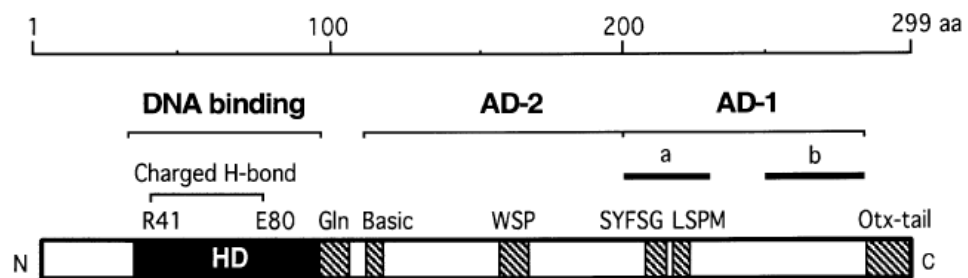 1 100 200 299 aa
DNA binding AD-2 AD-1
a b
Charged H-bond
R41 E80 Gln Basic WSP SYFSG LSPM Otx-tail
N HD C